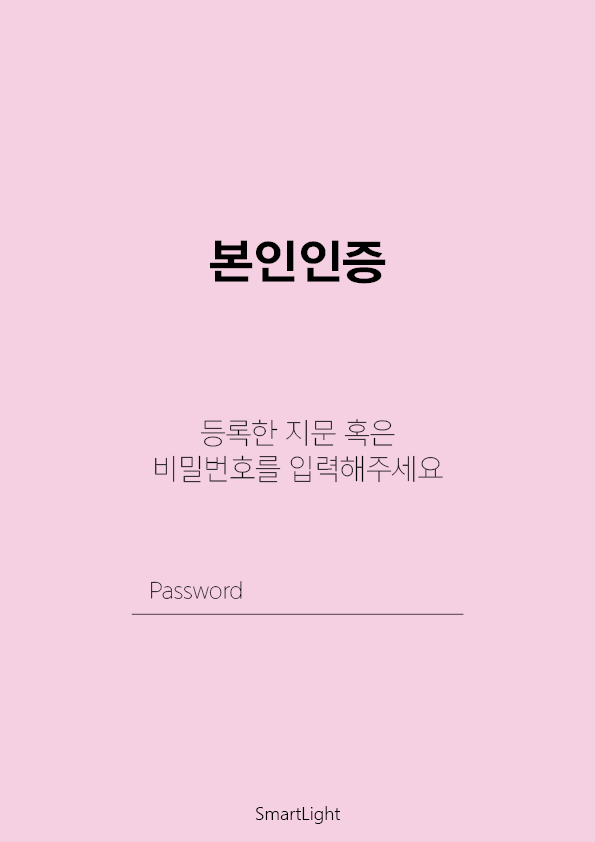 본인인증
등록한 지문 혹은
비밀번호를 입력해주세요
Password
SmartLight